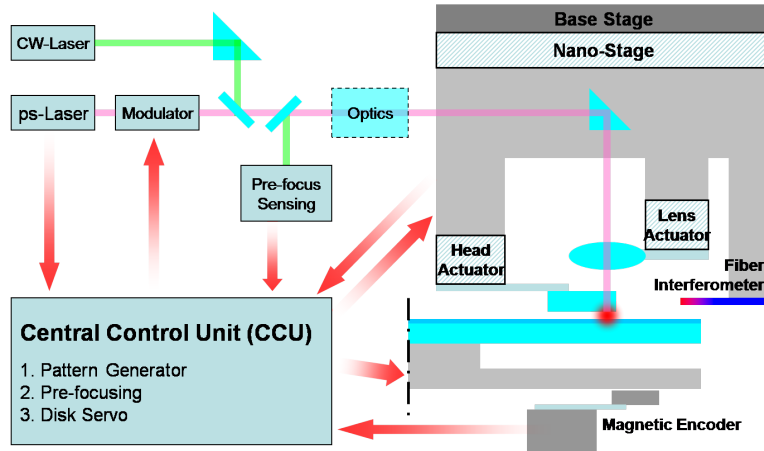 Base Stage
Nano-Stage
CW-Laser
ps-Laser
Modulator
Optics
Pre-focus
Sensing
Lens
Actuator
Head
Actuator
Fiber
Interferometer
Central Control Unit (CCU)
1. Pattern Generator
2. Pre-focusing
3. Disk Servo
Magnetic Encoder